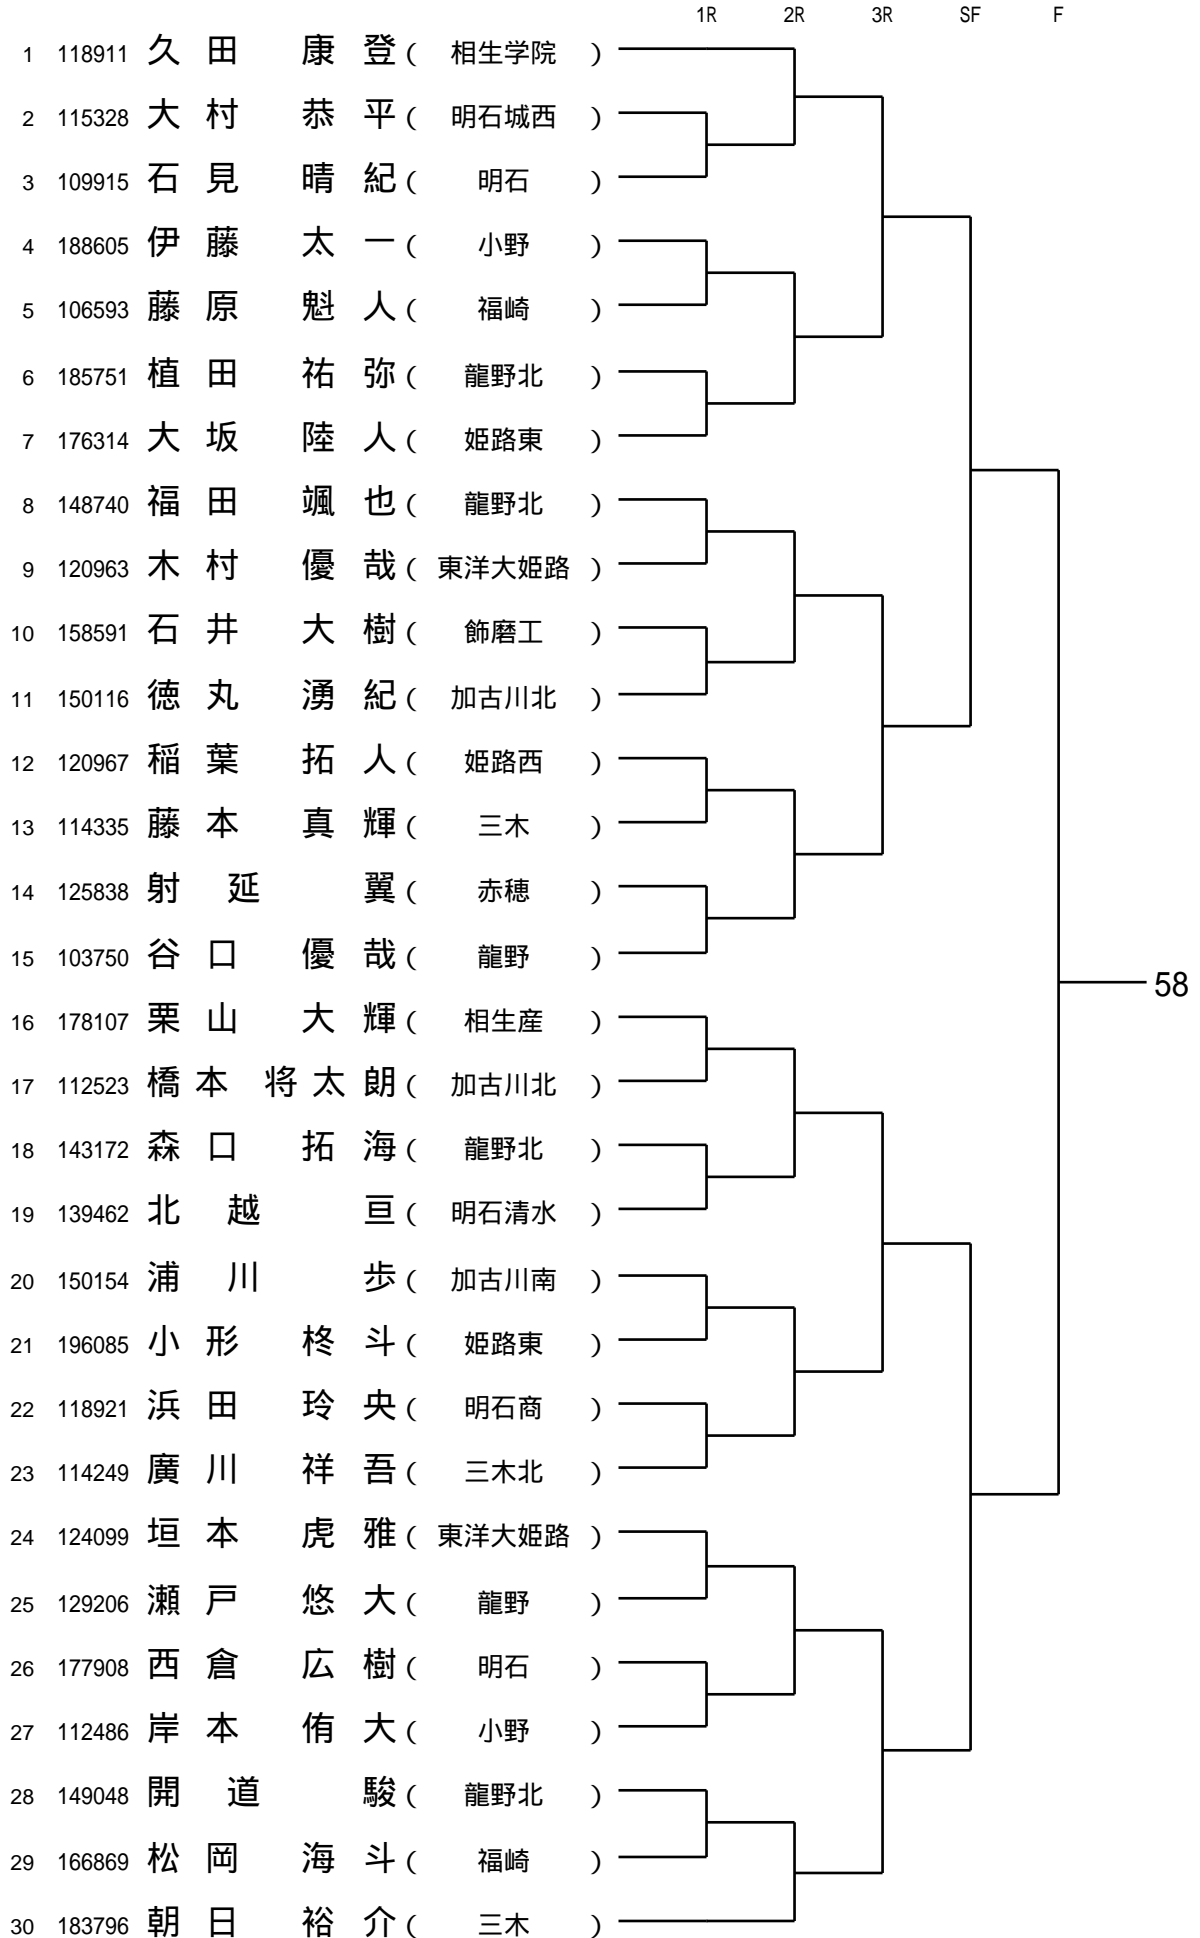 1R 2R 3R SF F
1 118911 久田 康登 ( 相生学院 )
2 115328 大村 恭平 ( 明石城西 )
3 109915 石見 晴紀 ( 明石 )
4 188605 伊藤 太一 ( 小野 )
5 106593 藤原 魁人 ( 福崎 )
6 185751 植田 祐弥 ( 龍野北 )
7 176314 大坂 陸人 ( 姫路東 )
8 148740 福田 颯也 ( 龍野北 )
9 120963 木村 優哉 ( 東洋大姫路 )
10 158591 石井 大樹 ( 飾磨工 )
11 150116 徳丸 湧紀 ( 加古川北 )
12 120967 稲葉 拓人 ( 姫路西 )
13 114335 藤本 真輝 ( 三木 )
14 125838 射延 翼 ( 赤穂 )
15 103750 谷口 優哉 ( 龍野 )
58
16 178107 栗山 大輝 ( 相生産 )
17 112523 橋本 将太朗 ( 加古川北 )
18 143172 森口 拓海 ( 龍野北 )
19 139462 北越 亘 ( 明石清水 )
20 150154 浦川 歩 ( 加古川南 )
21 196085 小形 柊斗 ( 姫路東 )
22 118921 浜田 玲央 ( 明石商 )
23 114249 廣川 祥吾 ( 三木北 )
24 124099 垣本 虎雅 ( 東洋大姫路 )
25 129206 瀬戸 悠大 ( 龍野 )
26 177908 西倉 広樹 ( 明石 )
27 112486 岸本 侑大 ( 小野 )
28 149048 開道 駿 ( 龍野北 )
29 166869 松岡 海斗 ( 福崎 )
30 183796 朝日 裕介 ( 三木 )